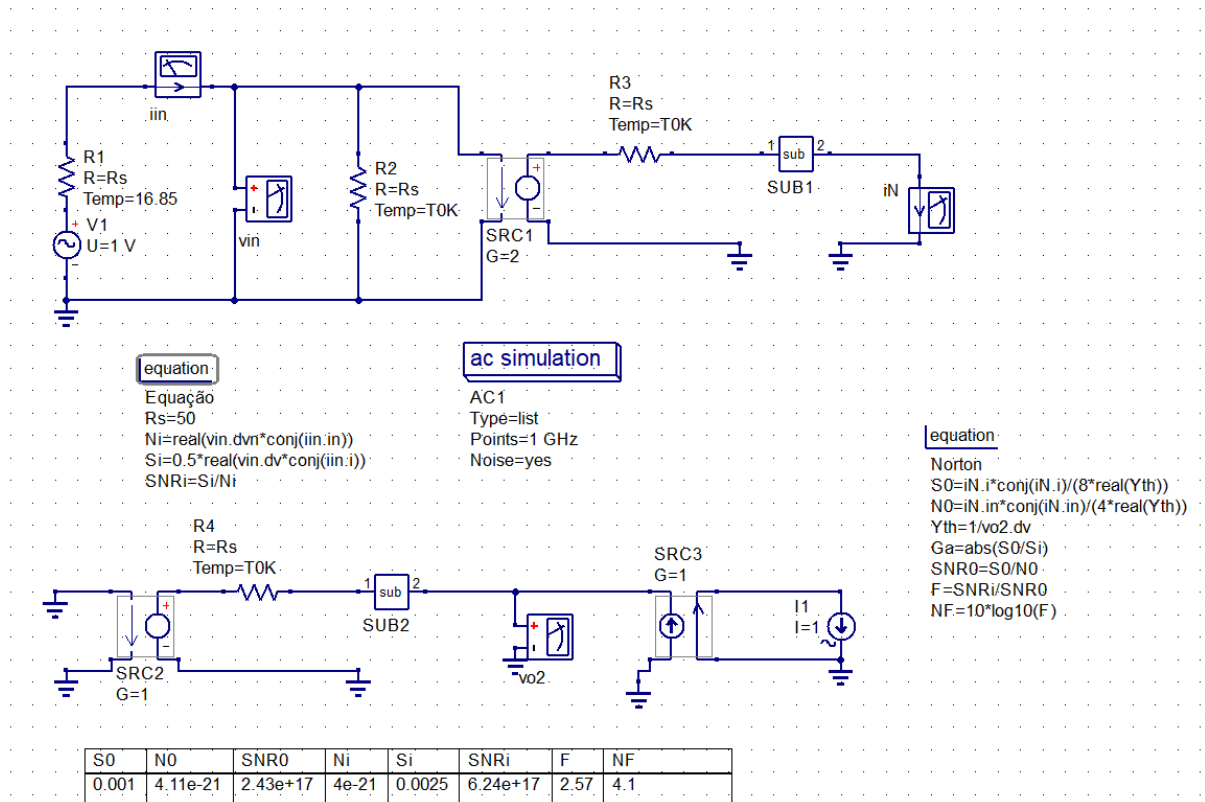 iin
R1
R=Rs
Temp=16.85
V1
U=1 V
vin
R2
R=Rs
Temp=T0K
SRC1
G=2
R3
R=Rs
Temp=T0K
1 sub 2
SUB1
iN
equation
Equação
Rs=50
Ni=real(vin.dvn*conj(iin.in))
Si=0.5*real(vin.dv*conj(iin.i))
SNRi=Si/Ni
ac simulation
AC1
Type=list
Points=1 GHz
Noise=yes
equation
Norton
S0=iN.i*conj(iN.i)/(8*real(Yth))
N0=iN.in*conj(iN.in)/(4*real(Yth))
Yth=1/vo2.dv
Ga=abs(S0/Si)
SNR0=S0/N0
F=SNRi/SNR0
NF=10*log10(F)
R4
R=Rs
Temp=T0K
SRC2
G=1
1 sub 2
SUB2
vo2
SRC3
G=1
I1
I=1
S0 N0 SNR0 Ni Si SNRi F NF
0.001 4.11e-21 2.43e+17 4e-21 0.0025 6.24e+17 2.57 4.1